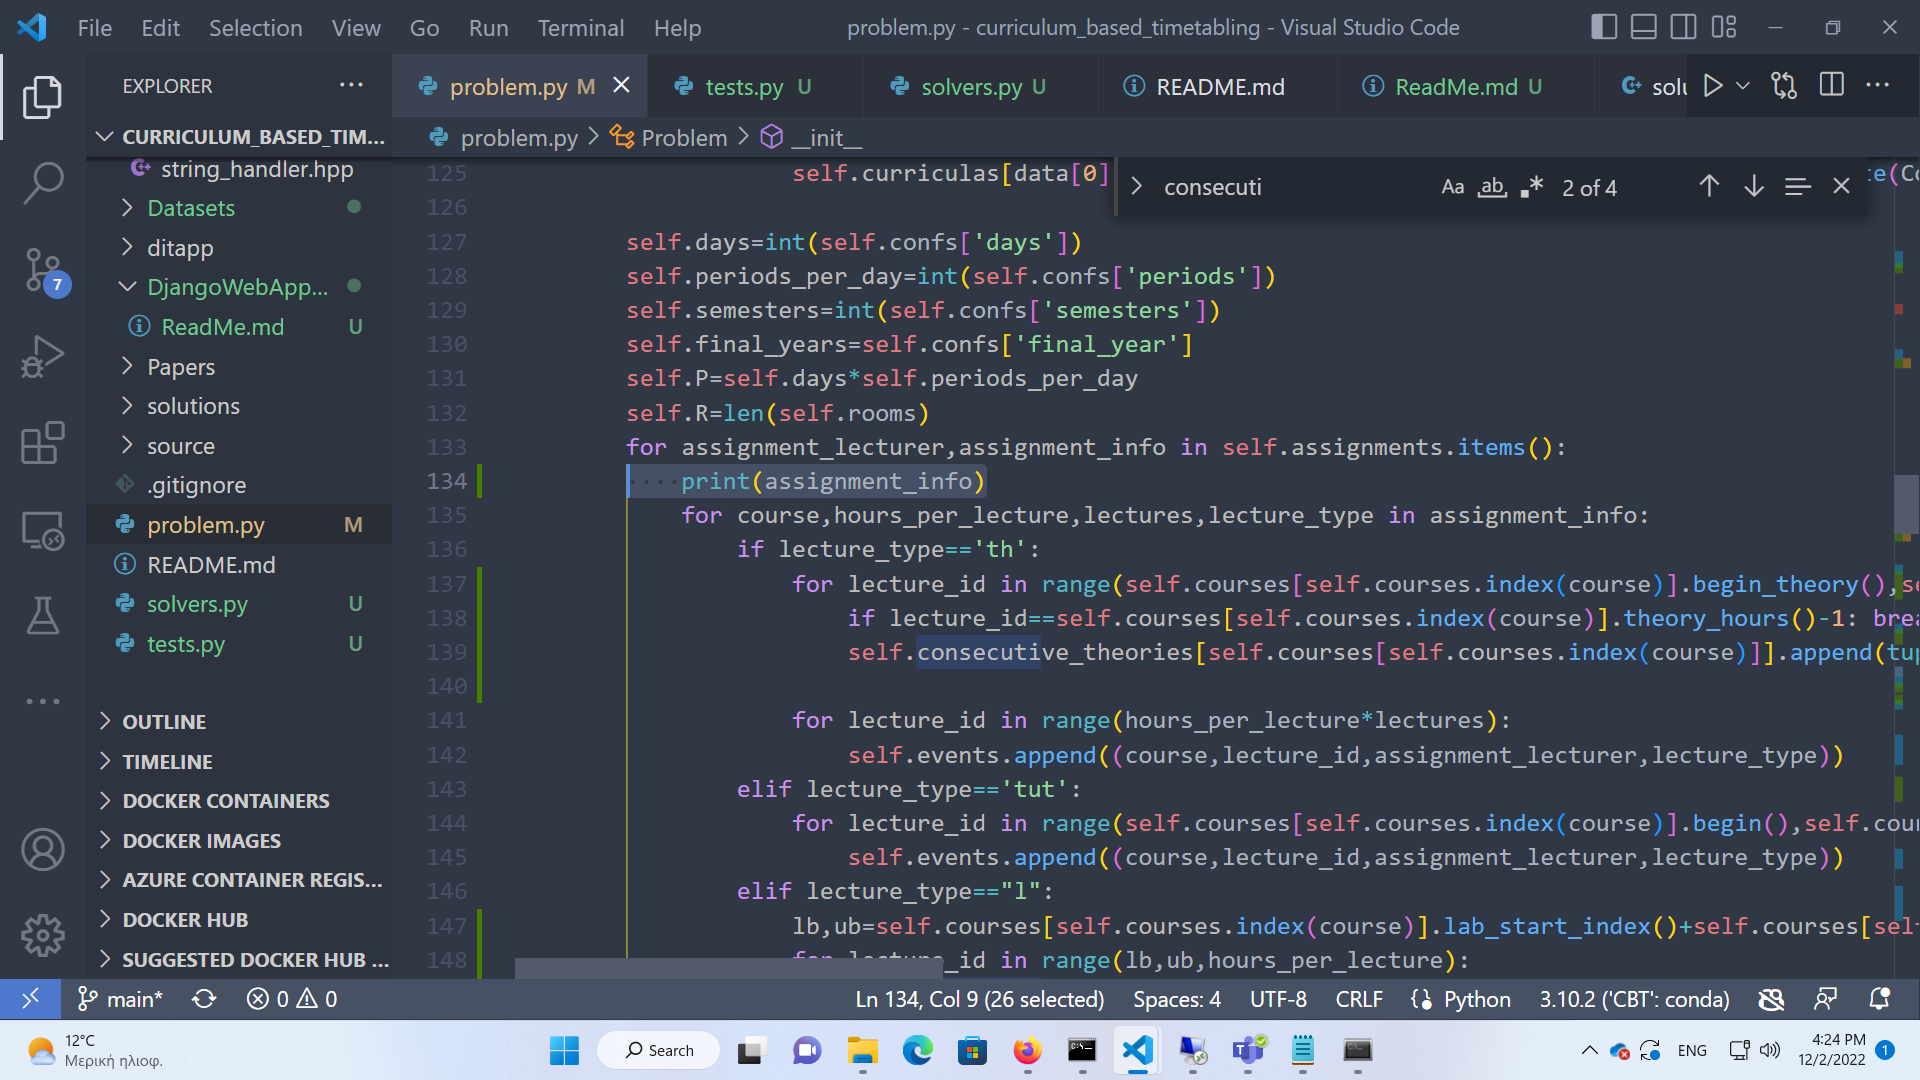 File Edit Selection View Go Run Terminal Help problem.py - curriculum_based_timetabling - Visual Studio Code
EXPLORER
problem.py M
tests.py U
solvers.py U
README.md
ReadMe.md U
CURRICULUM_BASED_TIM...
problem.py > Problem > __init__
string_handler.hpp
Datasets
ditapp
DjangoWebApp...
ReadMe.md U
Papers
solutions
source
.gitignore
problem.py M
README.md
solvers.py U
tests.py U
OUTLINE
TIMELINE
DOCKER CONTAINERS
DOCKER IMAGES
AZURE CONTAINER REGIS...
DOCKER HUB
SUGGESTED DOCKER HUB ...
7
consecuti Aa ab 2 of 4
125 self.curriculas[data[0]
126
127 self.days=int(self.confs['days'])
128 self.periods_per_day=int(self.confs['periods'])
129 self.semesters=int(self.confs['semesters'])
130 self.final_years=self.confs['final_year']
131 self.P=self.days*self.periods_per_day
132 self.R=len(self.rooms)
133 for assignment_lecturer,assignment_info in self.assignments.items():
134 print(assignment_info)
135 for course,hours_per_lecture,lectures,lecture_type in assignment_info:
136 if lecture_type=='th':
137 for lecture_id in range(self.courses[self.courses.index(course)].begin_theory(),se
138 if lecture_id==self.courses[self.courses.index(course)].theory_hours()-1: brea
139 self.consecutive_theories[self.courses[self.courses.index(course)]].append(tup
140
141 for lecture_id in range(hours_per_lecture*lectures):
142 self.events.append((course,lecture_id,assignment_lecturer,lecture_type))
143 elif lecture_type=='tut':
144 for lecture_id in range(self.courses[self.courses.index(course)].begin(),self.cour
145 self.events.append((course,lecture_id,assignment_lecturer,lecture_type))
146 elif lecture_type=="l":
147 lb,ub=self.courses[self.courses.index(course)].lab_start_index()+self.courses[self
148 for lecture_id in range(lb,ub,hours_per_lecture):
main* 0 0 Ln 134, Col 9 (26 selected) Spaces: 4 UTF-8 CRLF Python 3.10.2 ('CBT': conda)
12°C
Μερική ηλιοφ.
Search
ENG
4:24 PM
12/2/2022
1